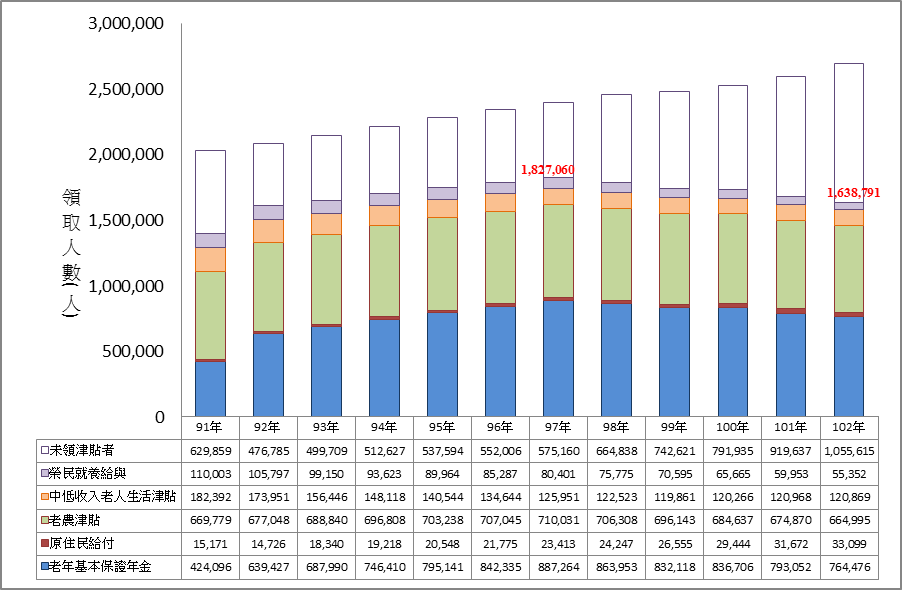 3,000,000
2,500,000
2,000,000
1,500,000
1,000,000
500,000
0
領取人數(人)
1,827,060
1,638,791
91年 92年 93年 94年 95年 96年 97年 98年 99年 100年 101年 102年
未領津貼者 629,859 476,785 499,709 512,627 537,594 552,006 575,160 664,838 742,621 791,935 919,637 1,055,615
榮民就養給與 110,003 105,797 99,150 93,623 89,964 85,287 80,401 75,775 70,595 65,665 59,953 55,352
中低收入老人生活津貼 182,392 173,951 156,446 148,118 140,544 134,644 125,951 122,523 119,861 120,266 120,968 120,869
老農津貼 669,779 677,048 688,840 696,808 703,238 707,045 710,031 706,308 696,143 684,637 674,870 664,995
原住民給付 15,171 14,726 18,340 19,218 20,548 21,775 23,413 24,247 26,555 29,444 31,672 33,099
老年基本保證年金 424,096 639,427 687,990 746,410 795,141 842,335 887,264 863,953 832,118 836,706 793,052 764,476